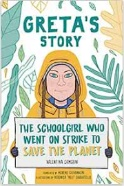 GRETA'S
STORY
THE SCHOOLGIRL WHO
WENT ON STRIKE TO
SAVE THE PLANET